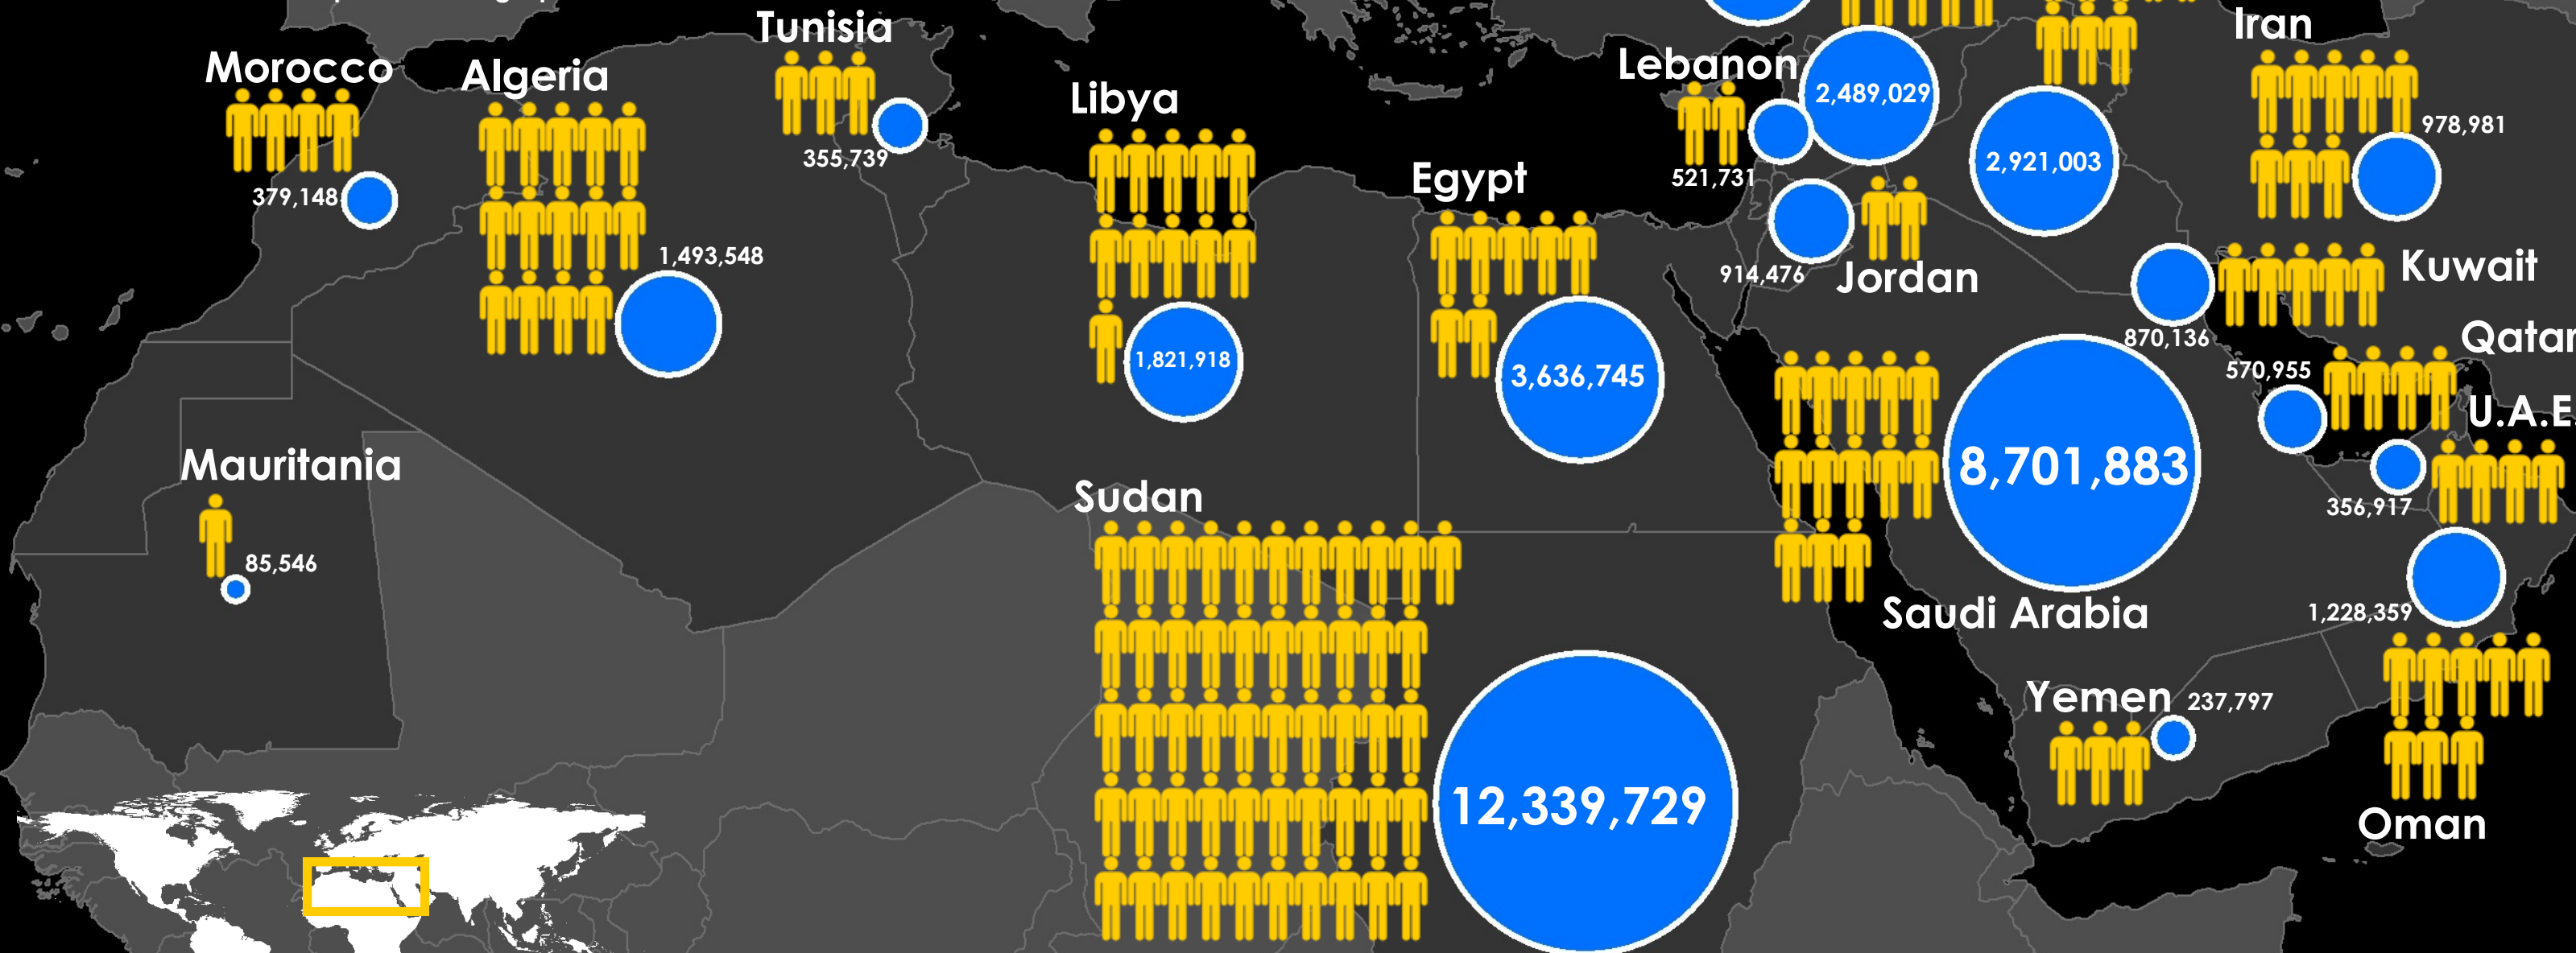 Tunisia
355,739
Morocco
379,148
Algeria
1,493,548
Libya
1,821,918
Egypt
3,636,745
Lebanon
521,731
2,489,029
2,921,003
914,476
Jordan
Iran
978,981
Kuwait
870,136
Qatar
570,955
U.A.E.
356,917
8,701,883
Saudi Arabia
1,228,359
Oman
Yemen
237,797
Mauritania
85,546
Sudan
12,339,729